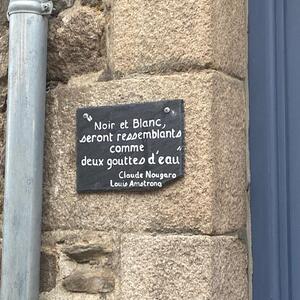 Noir et Blanc,
seront ressemblants
comme
deux gouttes d'eau"
Claude Nougaro
Louis Amstrong